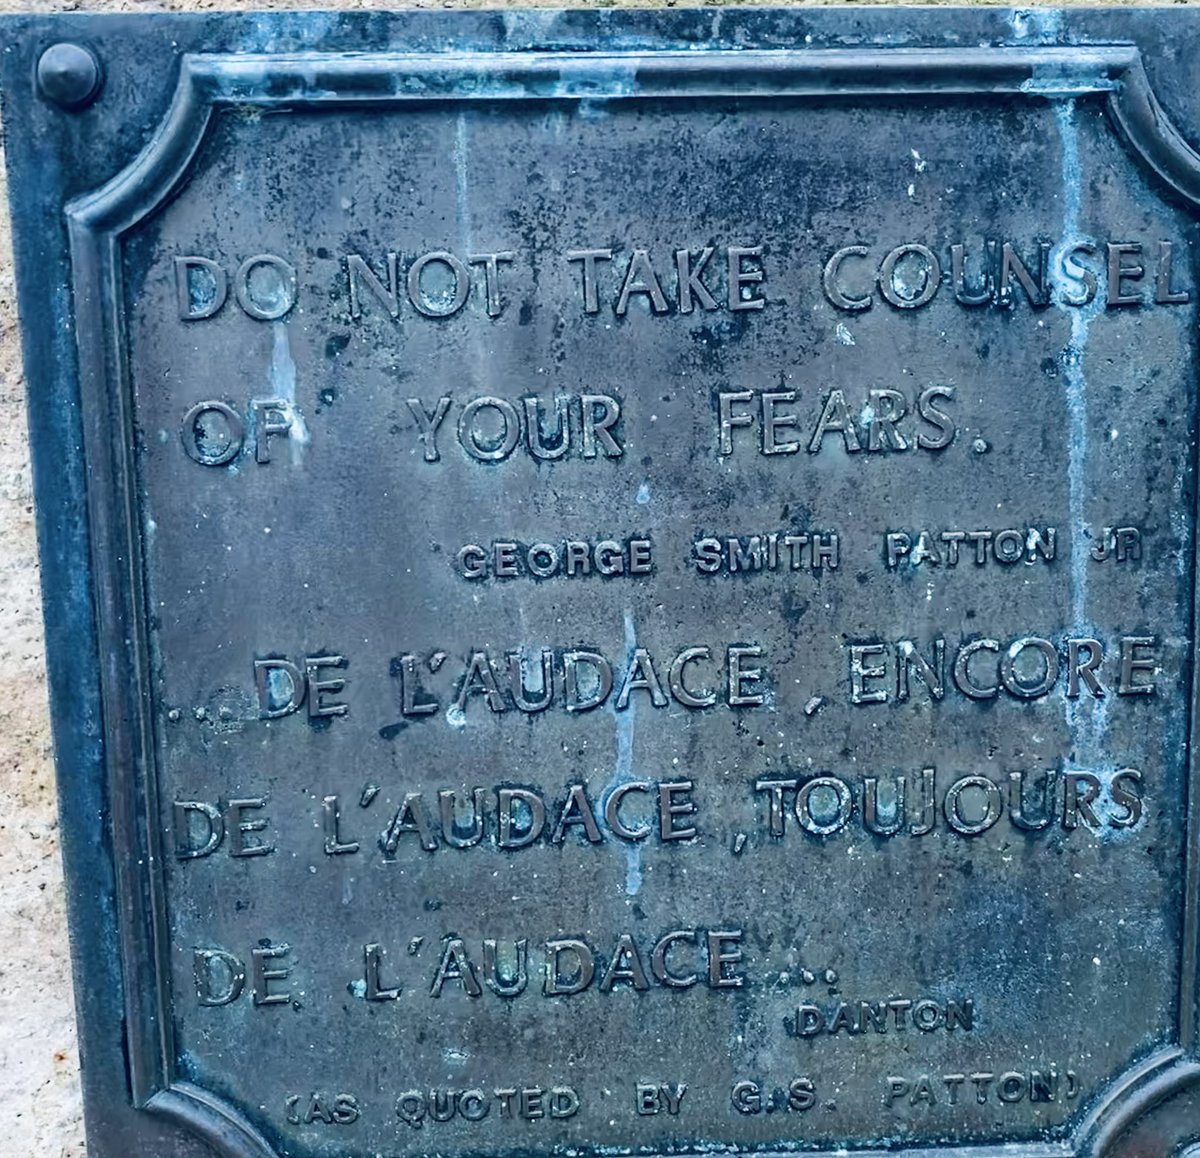 DO NOT TAKE COUNSEL
OF YOUR FEARS.
GEORGE SMITH PATTON JR
...DE L'AUDACE, ENCORE
DE L'AUDACE, TOUJOURS
DE L'AUDACE...
DANTON
(AS QUOTED BY G.S. PATTON)